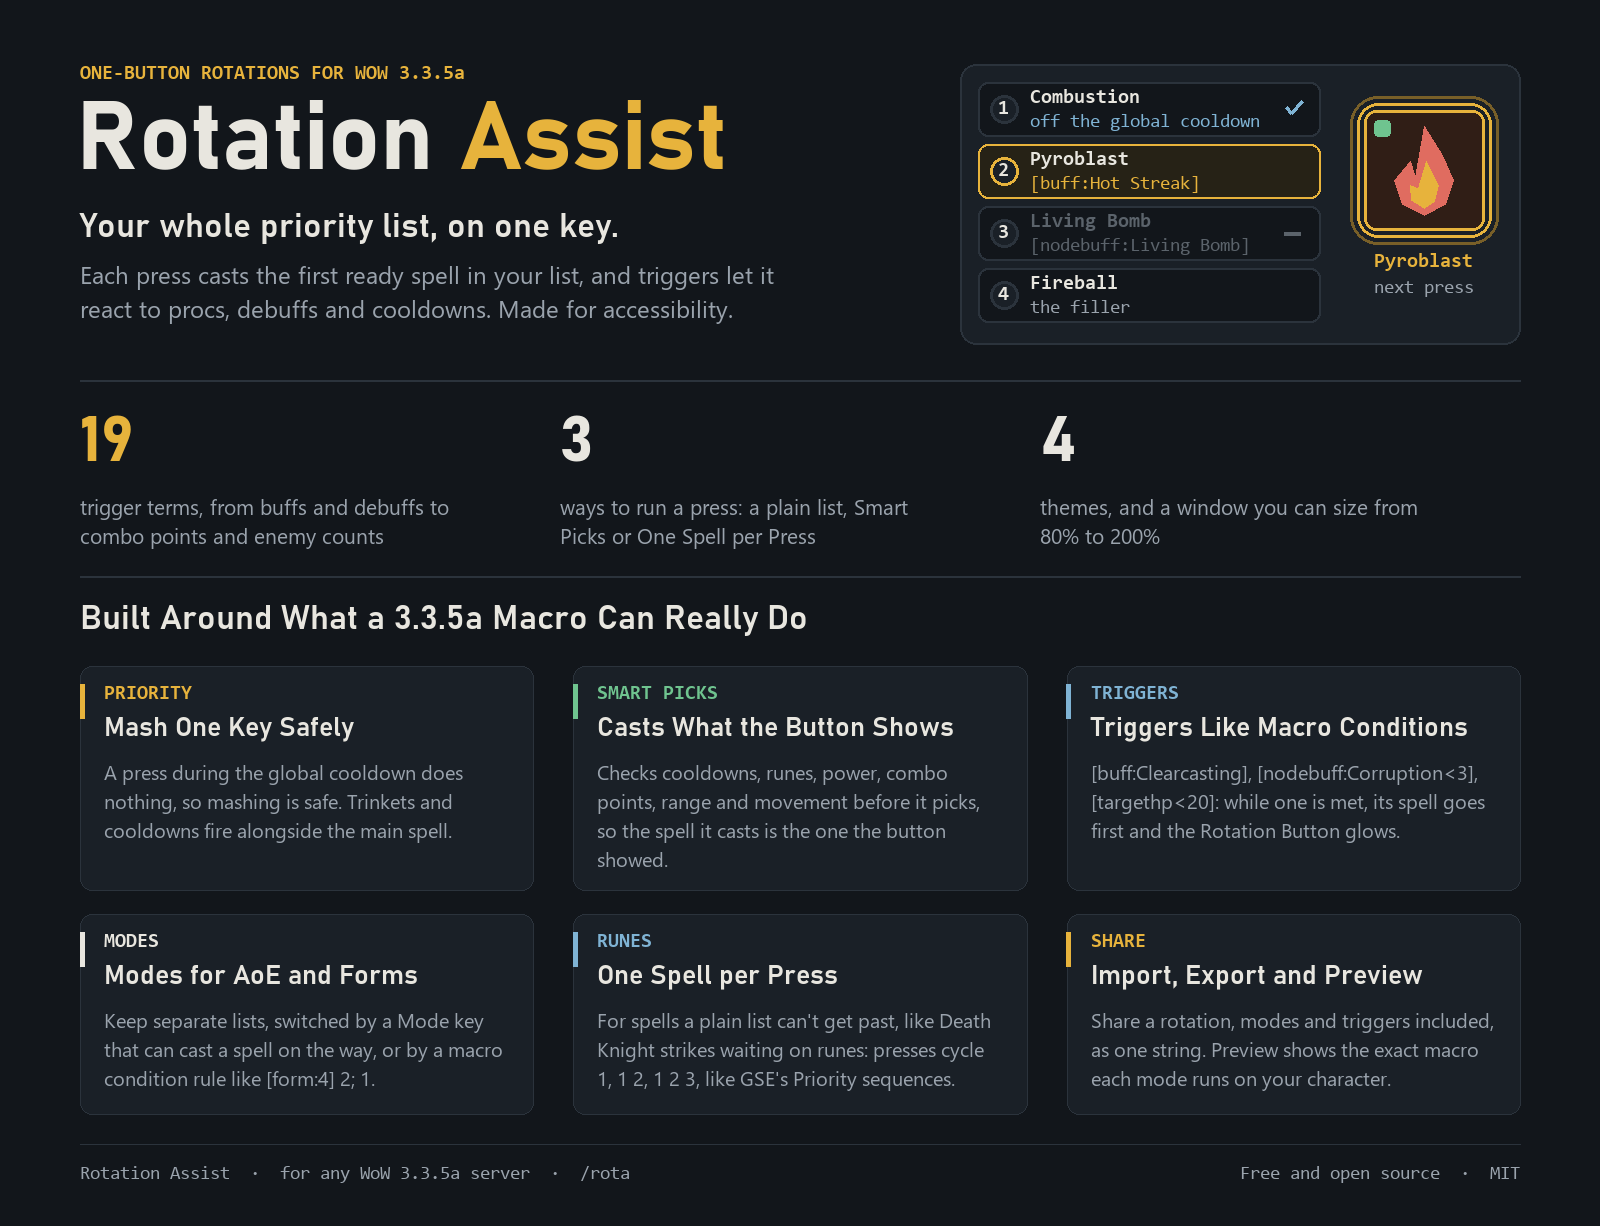 ONE-BUTTON ROTATIONS FOR WOW 3.3.5a
Rotation Assist
Your whole priority list, on one key.
Each press casts the first ready spell in your list, and triggers let it
react to procs, debuffs and cooldowns. Made for accessibility.
1
Combustion
off the global cooldown
2
Pyroblast
[buff:Hot Streak]
3
Living Bomb
[nodebuff:Living Bomb]
4
Fireball
the filler
Pyroblast
next press
19
trigger terms, from buffs and debuffs to
combo points and enemy counts
3
ways to run a press: a plain list, Smart
Picks or One Spell per Press
4
themes, and a window you can size from
80% to 200%
Built Around What a 3.3.5a Macro Can Really Do
PRIORITY
Mash One Key Safely
A press during the global cooldown does
nothing, so mashing is safe. Trinkets and
cooldowns fire alongside the main spell.
SMART PICKS
Casts What the Button Shows
Checks cooldowns, runes, power, combo
points, range and movement before it picks,
so the spell it casts is the one the button
showed.
TRIGGERS
Triggers Like Macro Conditions
[buff:Clearcasting], [nodebuff:Corruption<3],
[targethp<20]: while one is met, its spell goes
first and the Rotation Button glows.
MODES
Modes for AoE and Forms
Keep separate lists, switched by a Mode key
that can cast a spell on the way, or by a macro
condition rule like [form:4] 2; 1.
RUNES
One Spell per Press
For spells a plain list can't get past, like Death
Knight strikes waiting on runes: presses cycle
1, 1 2, 1 2 3, like GSE's Priority sequences.
SHARE
Import, Export and Preview
Share a rotation, modes and triggers included,
as one string. Preview shows the exact macro
each mode runs on your character.
Rotation Assist · for any WoW 3.3.5a server · /rota
Free and open source · MIT